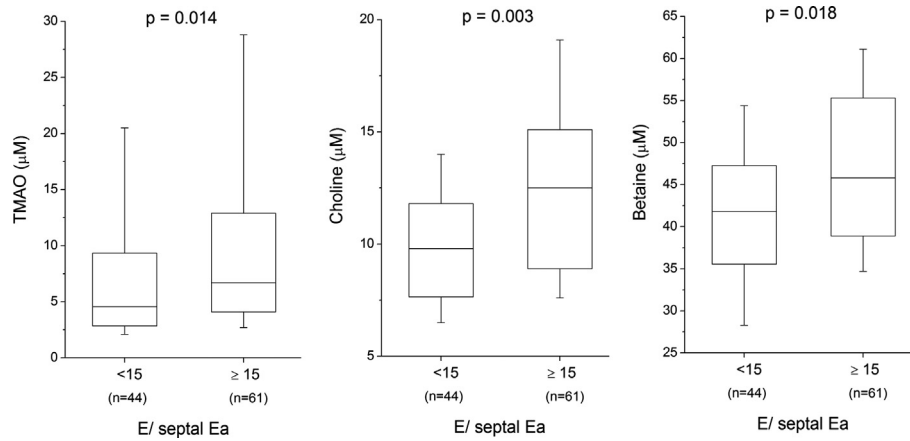 p = 0.014
30
25
20
15
10
5
0
TMAO (μM)
<15
≥ 15
(n=44)
(n=61)
E/ septal Ea
p = 0.003
20
15
10
5
Choline (μM)
<15
≥ 15
(n=44)
(n=61)
E/ septal Ea
p = 0.018
65
60
55
50
45
40
35
30
25
Betaine (μM)
<15
≥ 15
(n=44)
(n=61)
E/ septal Ea